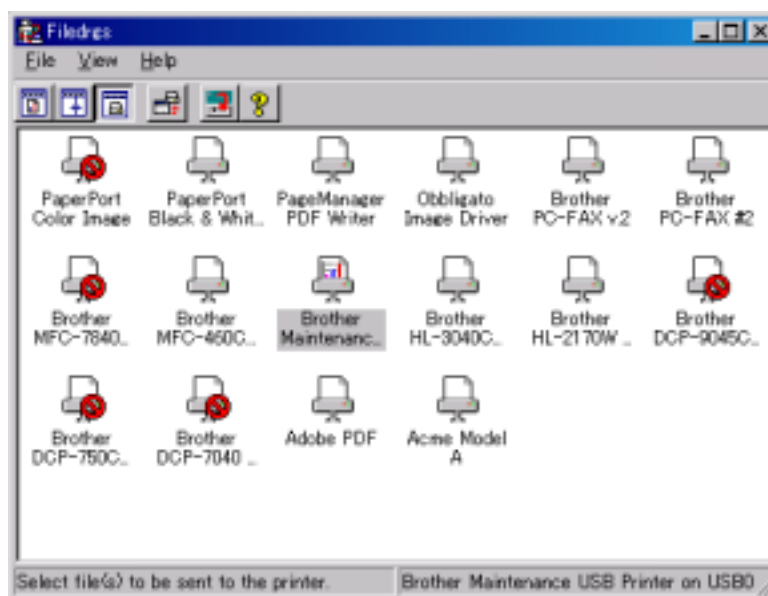 Filedrgs
File View Help
PaperPort PaperPort PageManager Obbligato Brother Brother
Color Image Black & Whit... PDF Writer Image Driver PC-FAX v.2 PC-FAX #2
Brother Brother Brother Brother Brother Brother
MFC-7840... MFC-460C... Maintenanc... HL-3040C... HL-2170W ... DCP-9045C...
Brother Brother Adobe PDF Acme Model
DCP-750C... DCP-7040 ... A
Select file(s) to be sent to the printer. Brother Maintenance USB Printer on USB0